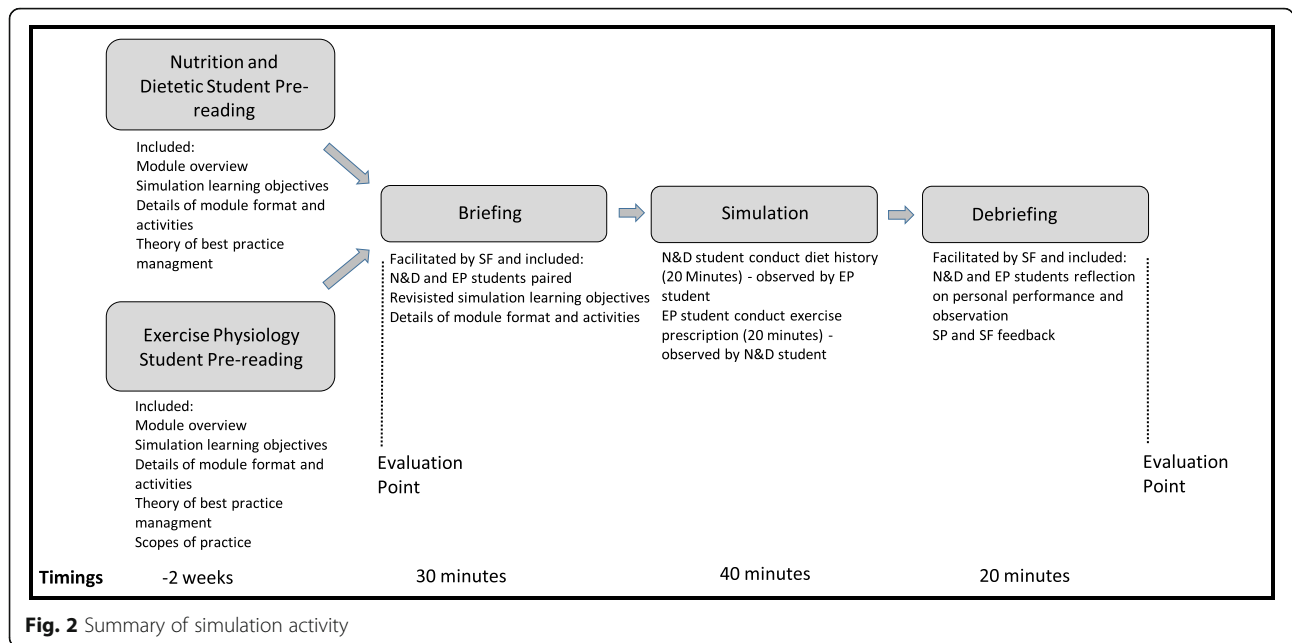 Nutrition and
Dietetic Student Pre-
reading
Included:
Module overview
Simulation learning objectives
Details of module format and
activities
Theory of best practice
managment
Exercise Physiology
Student Pre-reading
Included:
Module overview
Simulation learning objectives
Details of module format and
activities
Theory of best practice
managment
Scopes of practice
Briefing
Facilitated by SF and included:
N&D and EP students paired
Revisisted simulation learning objectives
Details of module format and activities
Evaluation
Point
Simulation
N&D student conduct diet history
(20 Minutes) - observed by EP
student
EP student conduct exercise
prescription (20 minutes) -
observed by N&D student
Debriefing
Facilitated by SF and included:
N&D and EP students reflection
on personal performance and
observation
SP and SF feedback
Evaluation
Point
Timings -2 weeks 30 minutes 40 minutes 20 minutes
Fig. 2 Summary of simulation activity